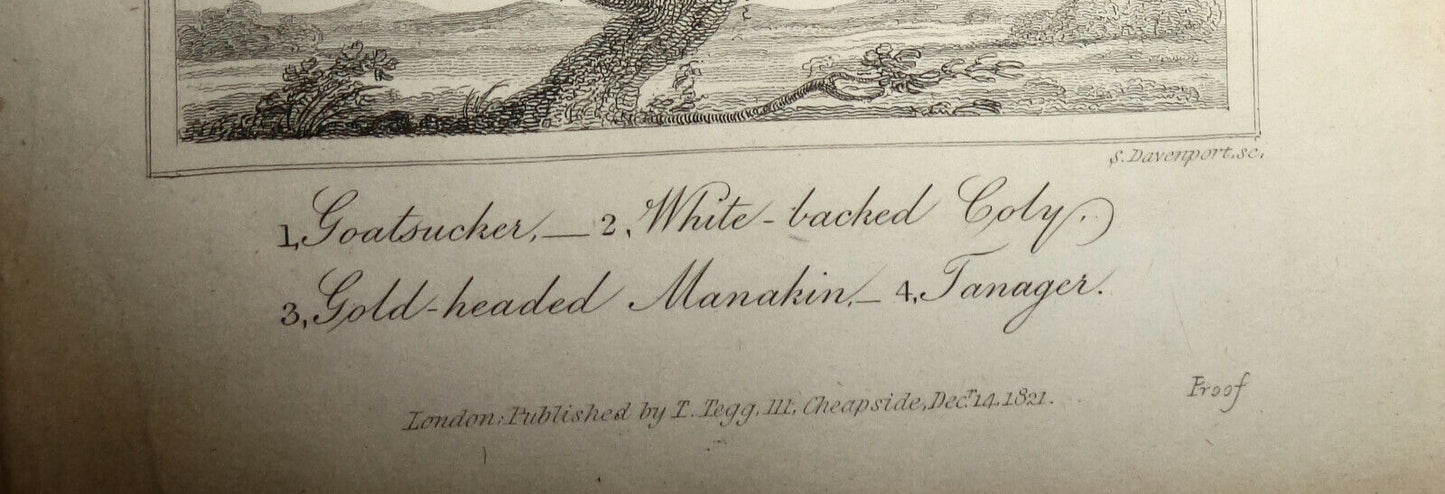 S. Davenport, sc.
1, Goatsucker, — 2, White-backed Coly,
3, Gold-headed Manakin, — 4, Tanager.
Proof
London; Published by T. Tegg, 111, Cheapside, Decr. 14, 1821.